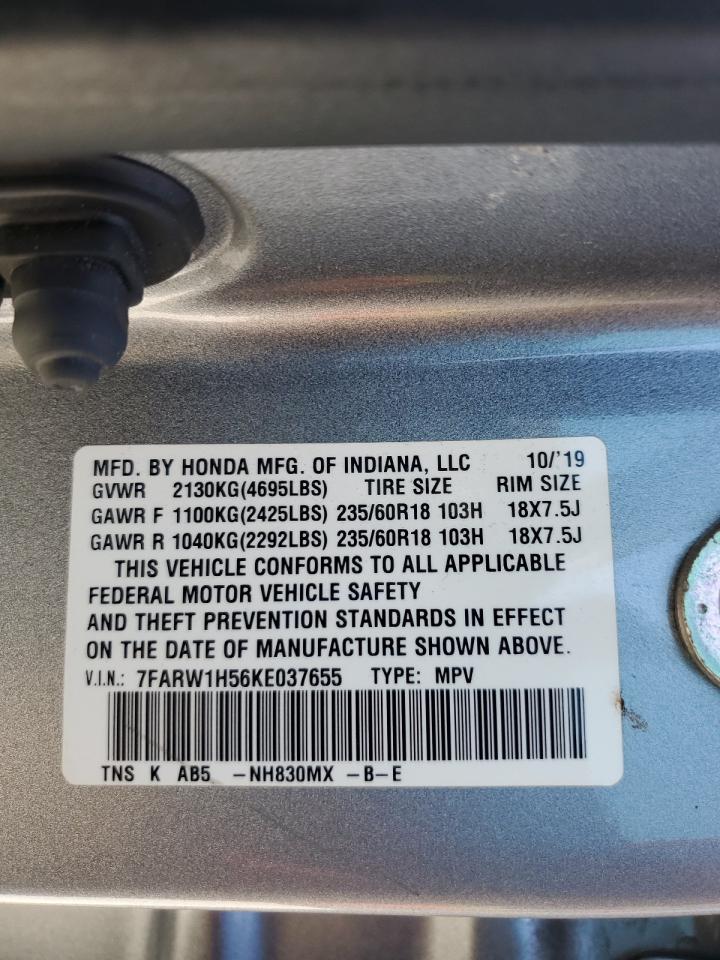 MFD. BY HONDA MFG. OF INDIANA, LLC 10/'19
GVWR 2130KG(4695LBS) TIRE SIZE RIM SIZE
GAWR F 1100KG(2425LBS) 235/60R18 103H 18X7.5J
GAWR R 1040KG(2292LBS) 235/60R18 103H 18X7.5J
THIS VEHICLE CONFORMS TO ALL APPLICABLE
FEDERAL MOTOR VEHICLE SAFETY
AND THEFT PREVENTION STANDARDS IN EFFECT
ON THE DATE OF MANUFACTURE SHOWN ABOVE.
V.I.N.: 7FARW1H56KE037655 TYPE: MPV
TNS K AB5 -NH830MX -B-E